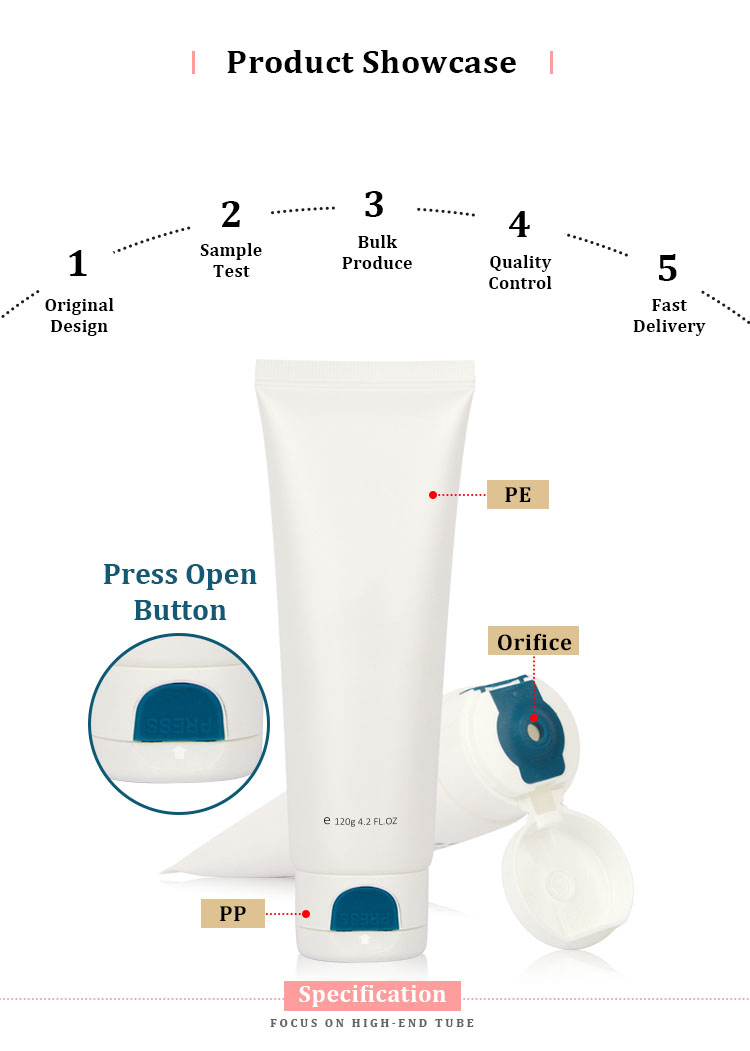 Product Showcase
1
Original
Design
2
Sample
Test
3
Bulk
Produce
4
Quality
Control
5
Fast
Delivery
PE
Press Open
Button
PRESS
Orifice
e 120g 4.2 FL.OZ
PP
PRESS
Specification
FOCUS ON HIGH-END TUBE